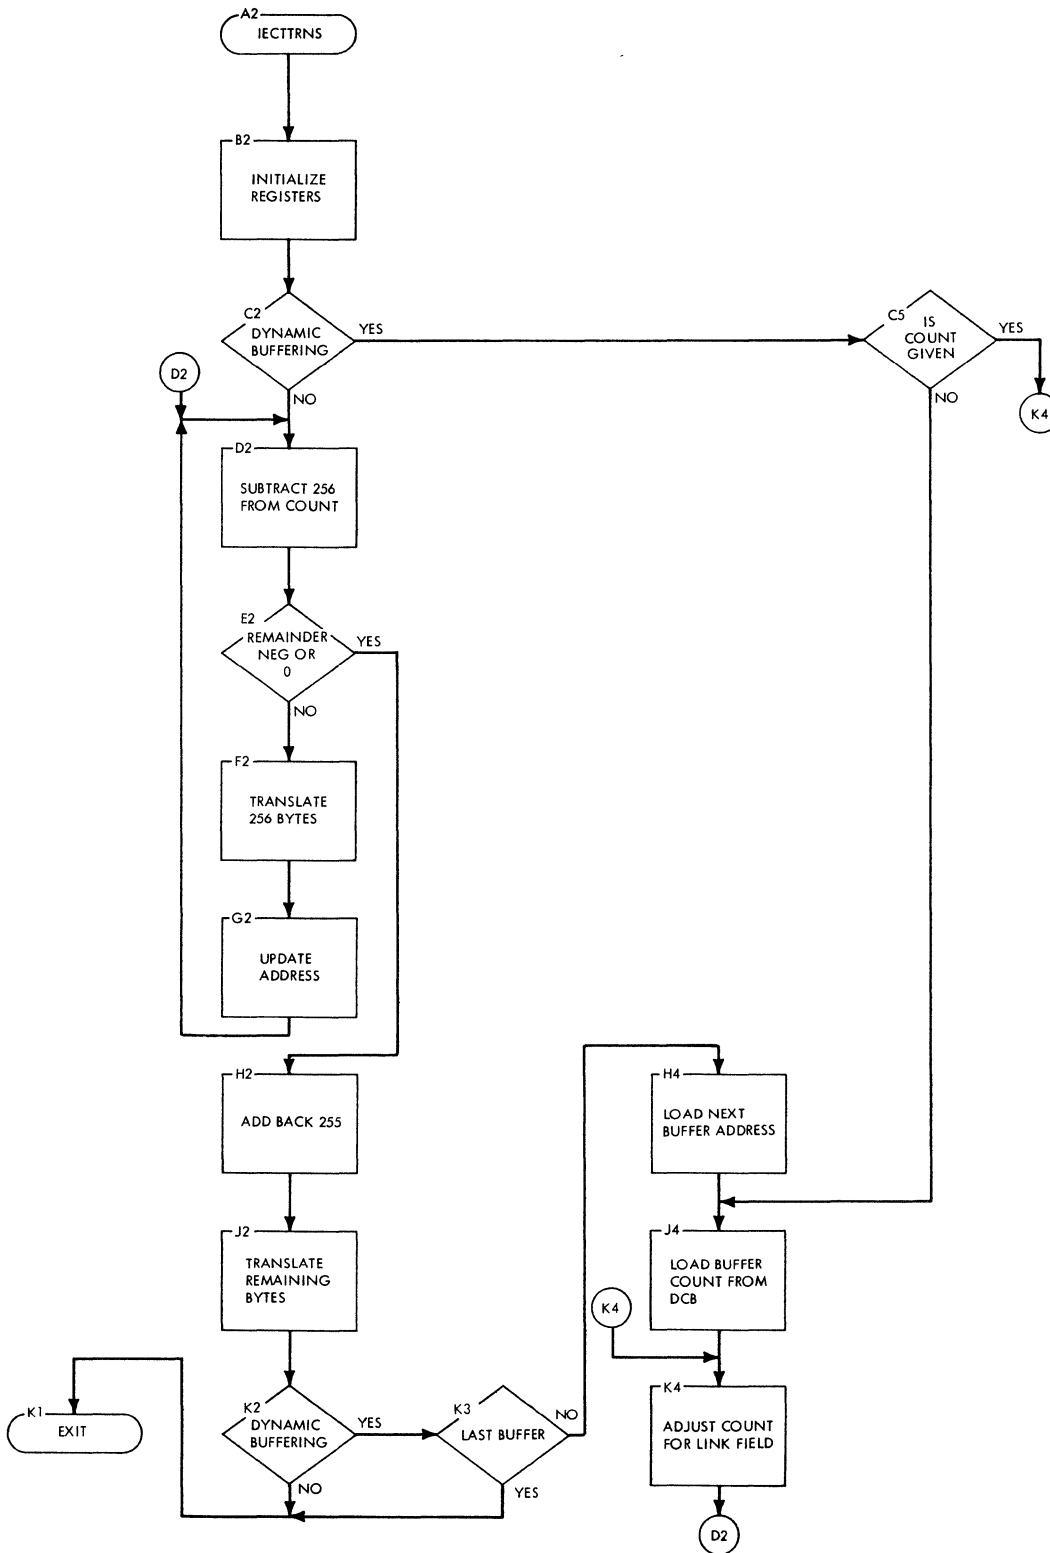 A2
IECTTRNS
B2
INITIALIZE
REGISTERS
C2
DYNAMIC
BUFFERING
YES
NO
C5
IS
COUNT
GIVEN
YES
NO
K4
D2
D2
SUBTRACT 256
FROM COUNT
E2
REMAINDER
NEG OR
0
YES
NO
F2
TRANSLATE
256 BYTES
G2
UPDATE
ADDRESS
H2
ADD BACK 255
H4
LOAD NEXT
BUFFER ADDRESS
J2
TRANSLATE
REMAINING
BYTES
J4
LOAD BUFFER
COUNT FROM
DCB
K4
K1
EXIT
K2
DYNAMIC
BUFFERING
YES
NO
K3
LAST BUFFER
NO
YES
K4
ADJUST COUNT
FOR LINK FIELD
D2